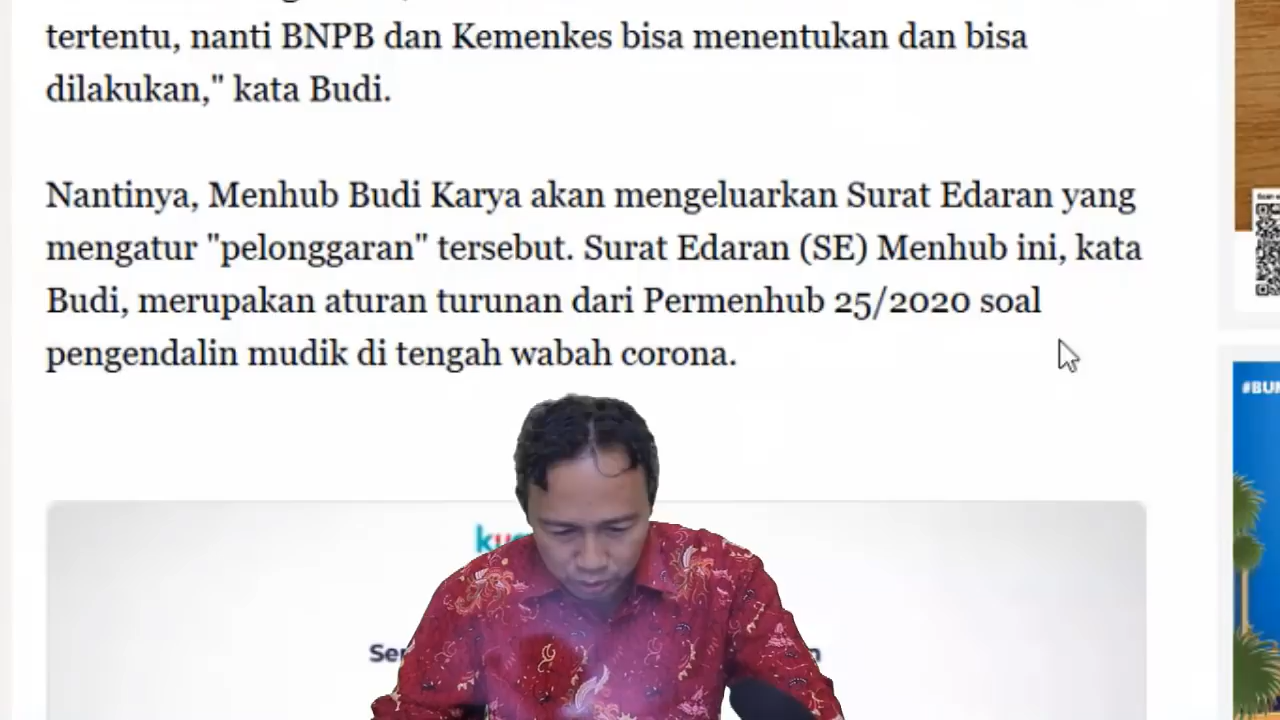 tertentu, nanti BNPB dan Kemenkes bisa menentukan dan bisa
dilakukan," kata Budi.
Nantinya, Menhub Budi Karya akan mengeluarkan Surat Edaran yang
mengatur "pelonggaran" tersebut. Surat Edaran (SE) Menhub ini, kata
Budi, merupakan aturan turunan dari Permenhub 25/2020 soal
pengendalin mudik di tengah wabah corona.